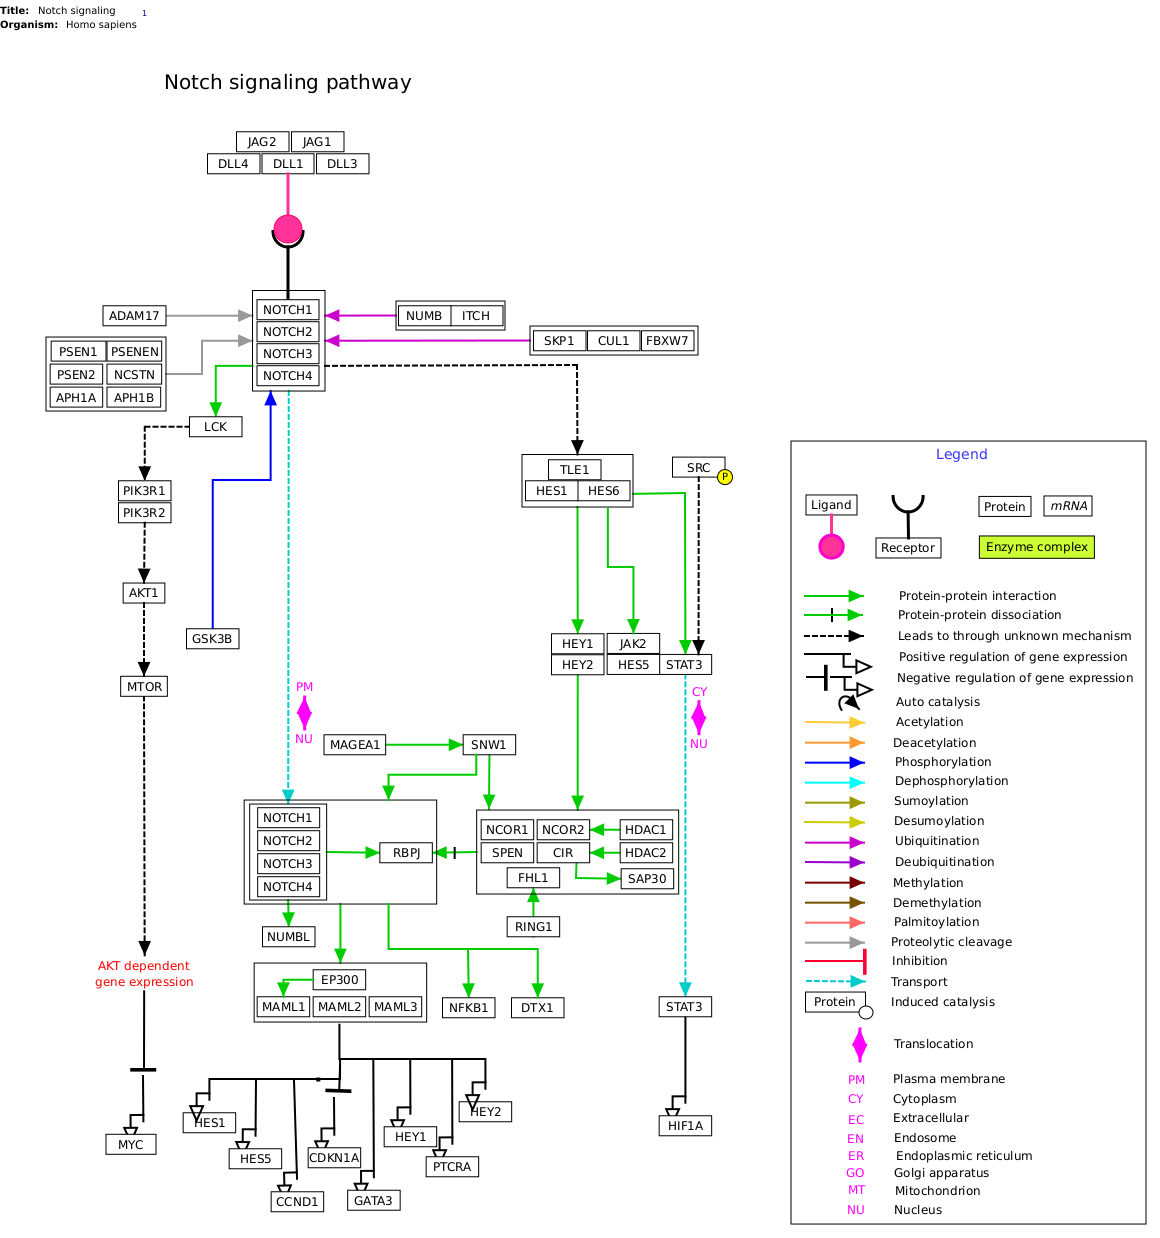 Title: Notch signaling 1
Organism: Homo sapiens
Notch signaling pathway
JAG2 JAG1
DLL4 DLL1 DLL3
NOTCH1
NOTCH2
NOTCH3
NOTCH4
ADAM17
NUMB ITCH
SKP1 CUL1 FBXW7
PSEN1 PSENEN
PSEN2 NCSTN
APH1A APH1B
LCK
PIK3R1
PIK3R2
TLE1
HES1 HES6
SRC
P
AKT1
GSK3B
HEY1 JAK2
HEY2 HES5 STAT3
MTOR
PM
NU
CY
NU
MAGEA1 SNW1
NOTCH1
NOTCH2
NOTCH3
NOTCH4
RBPJ
NCOR1 NCOR2 HDAC1
SPEN CIR HDAC2
FHL1 SAP30
RING1
NUMBL
AKT dependent
gene expression
EP300
MAML1 MAML2 MAML3
NFKB1 DTX1
STAT3
HES1
HEY2
HEY1
HIF1A
MYC
HES5
CDKN1A
PTCRA
CCND1
GATA3
Legend
Ligand
Receptor
Protein mRNA
Enzyme complex
Protein-protein interaction
Protein-protein dissociation
Leads to through unknown mechanism
Positive regulation of gene expression
Negative regulation of gene expression
Auto catalysis
Acetylation
Deacetylation
Phosphorylation
Dephosphorylation
Sumoylation
Desumoylation
Ubiquitination
Deubiquitination
Methylation
Demethylation
Palmitoylation
Proteolytic cleavage
Inhibition
Transport
Protein Induced catalysis
Translocation
PM Plasma membrane
CY Cytoplasm
EC Extracellular
EN Endosome
ER Endoplasmic reticulum
GO Golgi apparatus
MT Mitochondrion
NU Nucleus